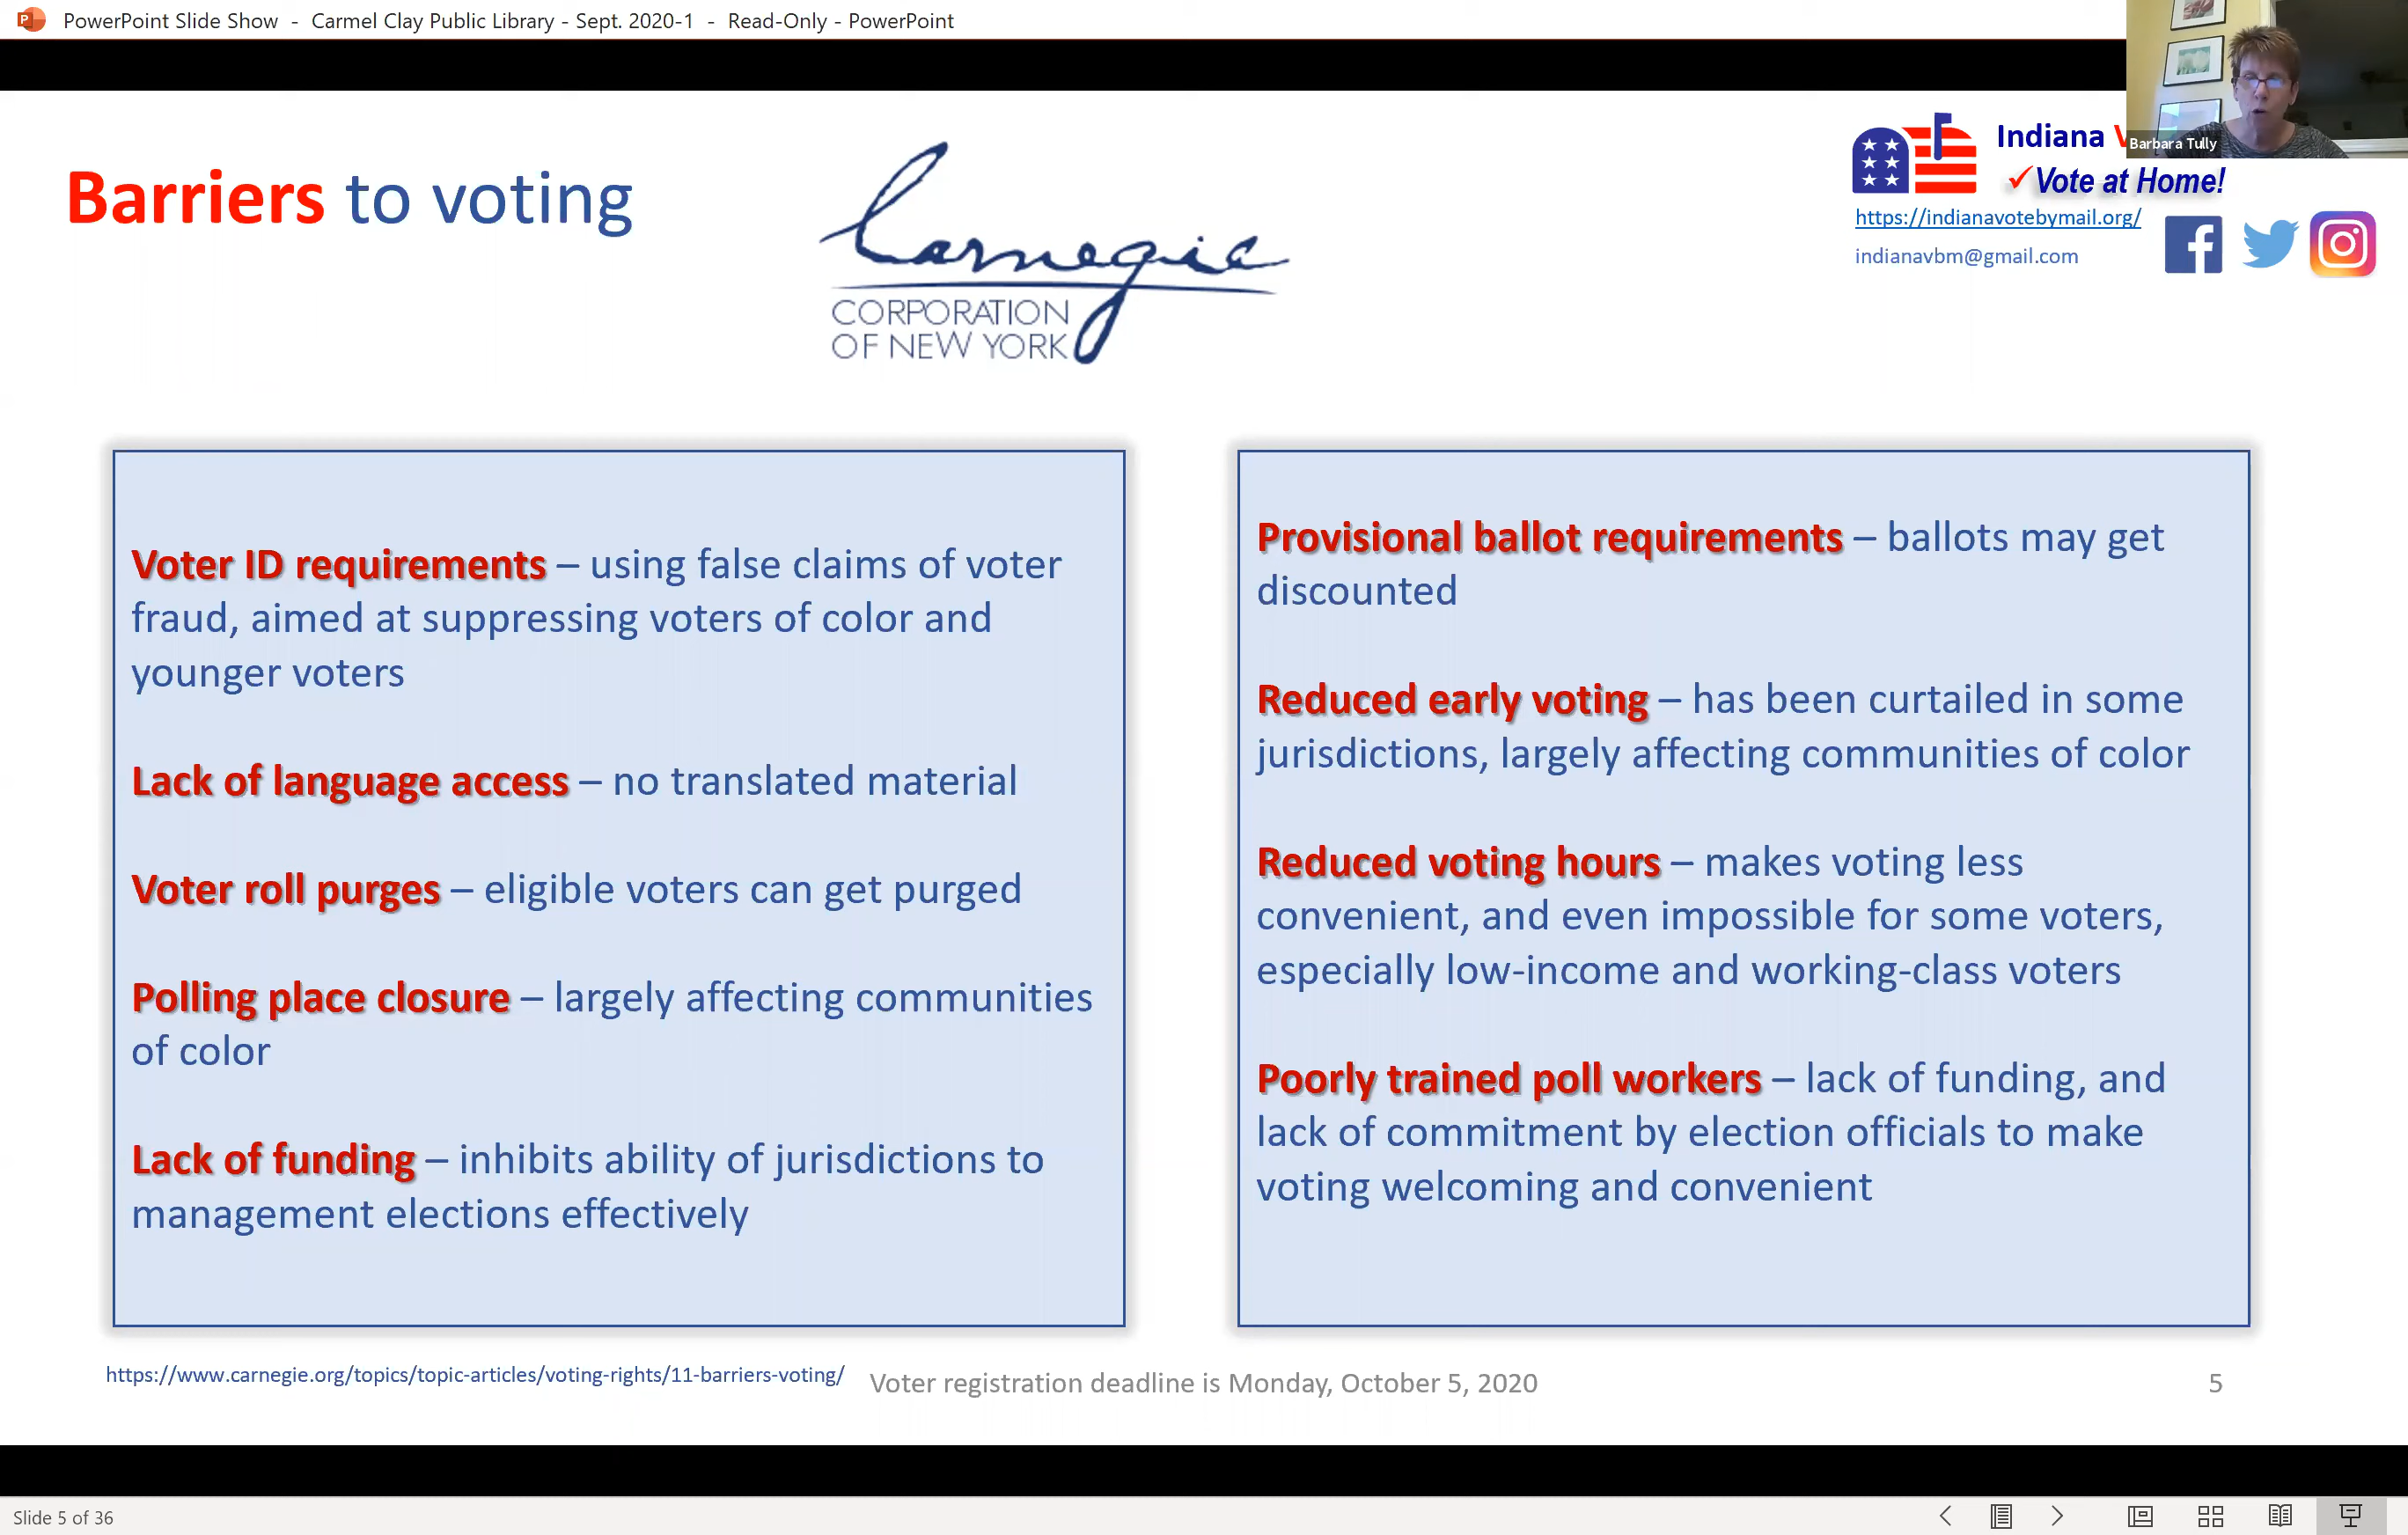 PowerPoint Slide Show - Carmel Clay Public Library - Sept. 2020-1 - Read-Only - PowerPoint
Barbara Tully
Indiana V
✓Vote at Home!
https://indianavotebymail.org/
indianavbm@gmail.com
Barriers to voting
Carnegie
CORPORATION
OF NEW YORK
Voter ID requirements – using false claims of voter
fraud, aimed at suppressing voters of color and
younger voters
Lack of language access – no translated material
Voter roll purges – eligible voters can get purged
Polling place closure – largely affecting communities
of color
Lack of funding – inhibits ability of jurisdictions to
management elections effectively
Provisional ballot requirements – ballots may get
discounted
Reduced early voting – has been curtailed in some
jurisdictions, largely affecting communities of color
Reduced voting hours – makes voting less
convenient, and even impossible for some voters,
especially low-income and working-class voters
Poorly trained poll workers – lack of funding, and
lack of commitment by election officials to make
voting welcoming and convenient
https://www.carnegie.org/topics/topic-articles/voting-rights/11-barriers-voting/
Voter registration deadline is Monday, October 5, 2020
5
Slide 5 of 36